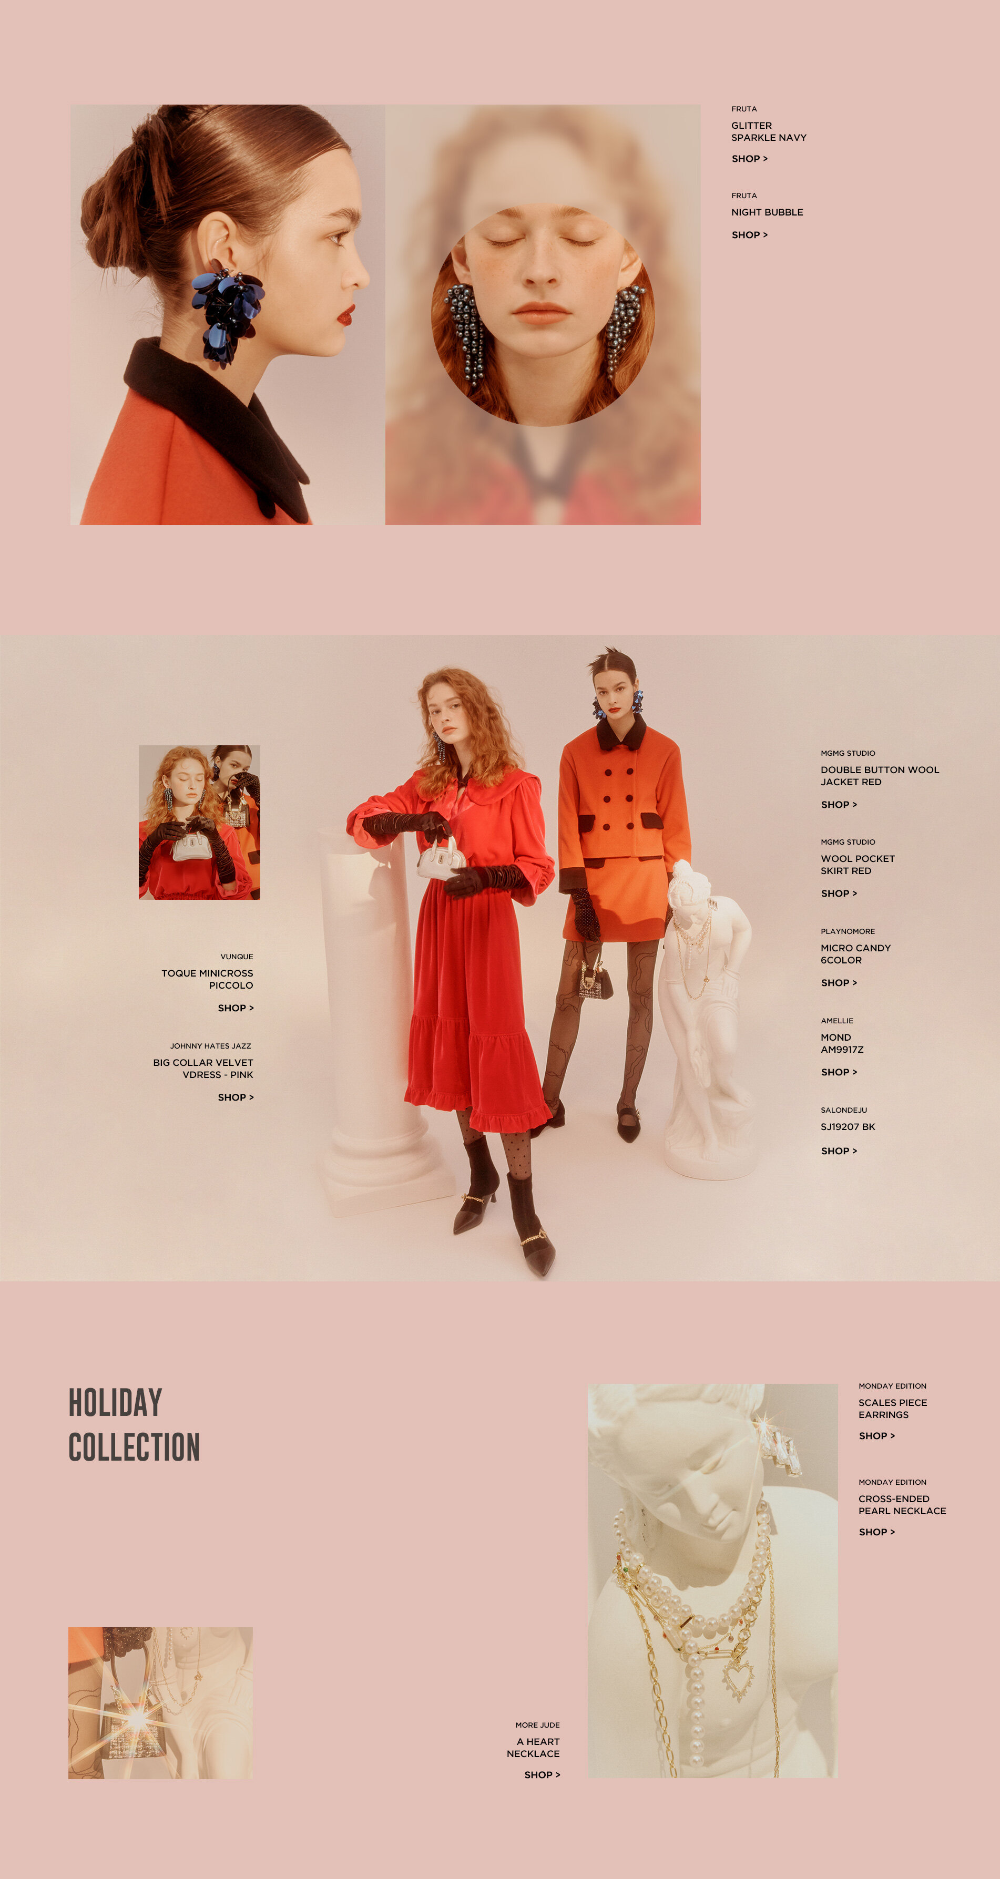 FRUTA
GLITTER
SPARKLE NAVY
SHOP >
FRUTA
NIGHT BUBBLE
SHOP >
VUNQUE
TOQUE MINICROSS
PICCOLO
SHOP >
JOHNNY HATES JAZZ
BIG COLLAR VELVET
VDRESS - PINK
SHOP >
MGMG STUDIO
DOUBLE BUTTON WOOL
JACKET RED
SHOP >
MGMG STUDIO
WOOL POCKET
SKIRT RED
SHOP >
PLAYNOMORE
MICRO CANDY
6COLOR
SHOP >
AMELLIE
MOND
AM9917Z
SHOP >
SALONDEJU
SJ19207 BK
SHOP >
HOLIDAY
COLLECTION
MONDAY EDITION
SCALES PIECE
EARRINGS
SHOP >
MONDAY EDITION
CROSS-ENDED
PEARL NECKLACE
SHOP >
MORE JUDE
A HEART
NECKLACE
SHOP >